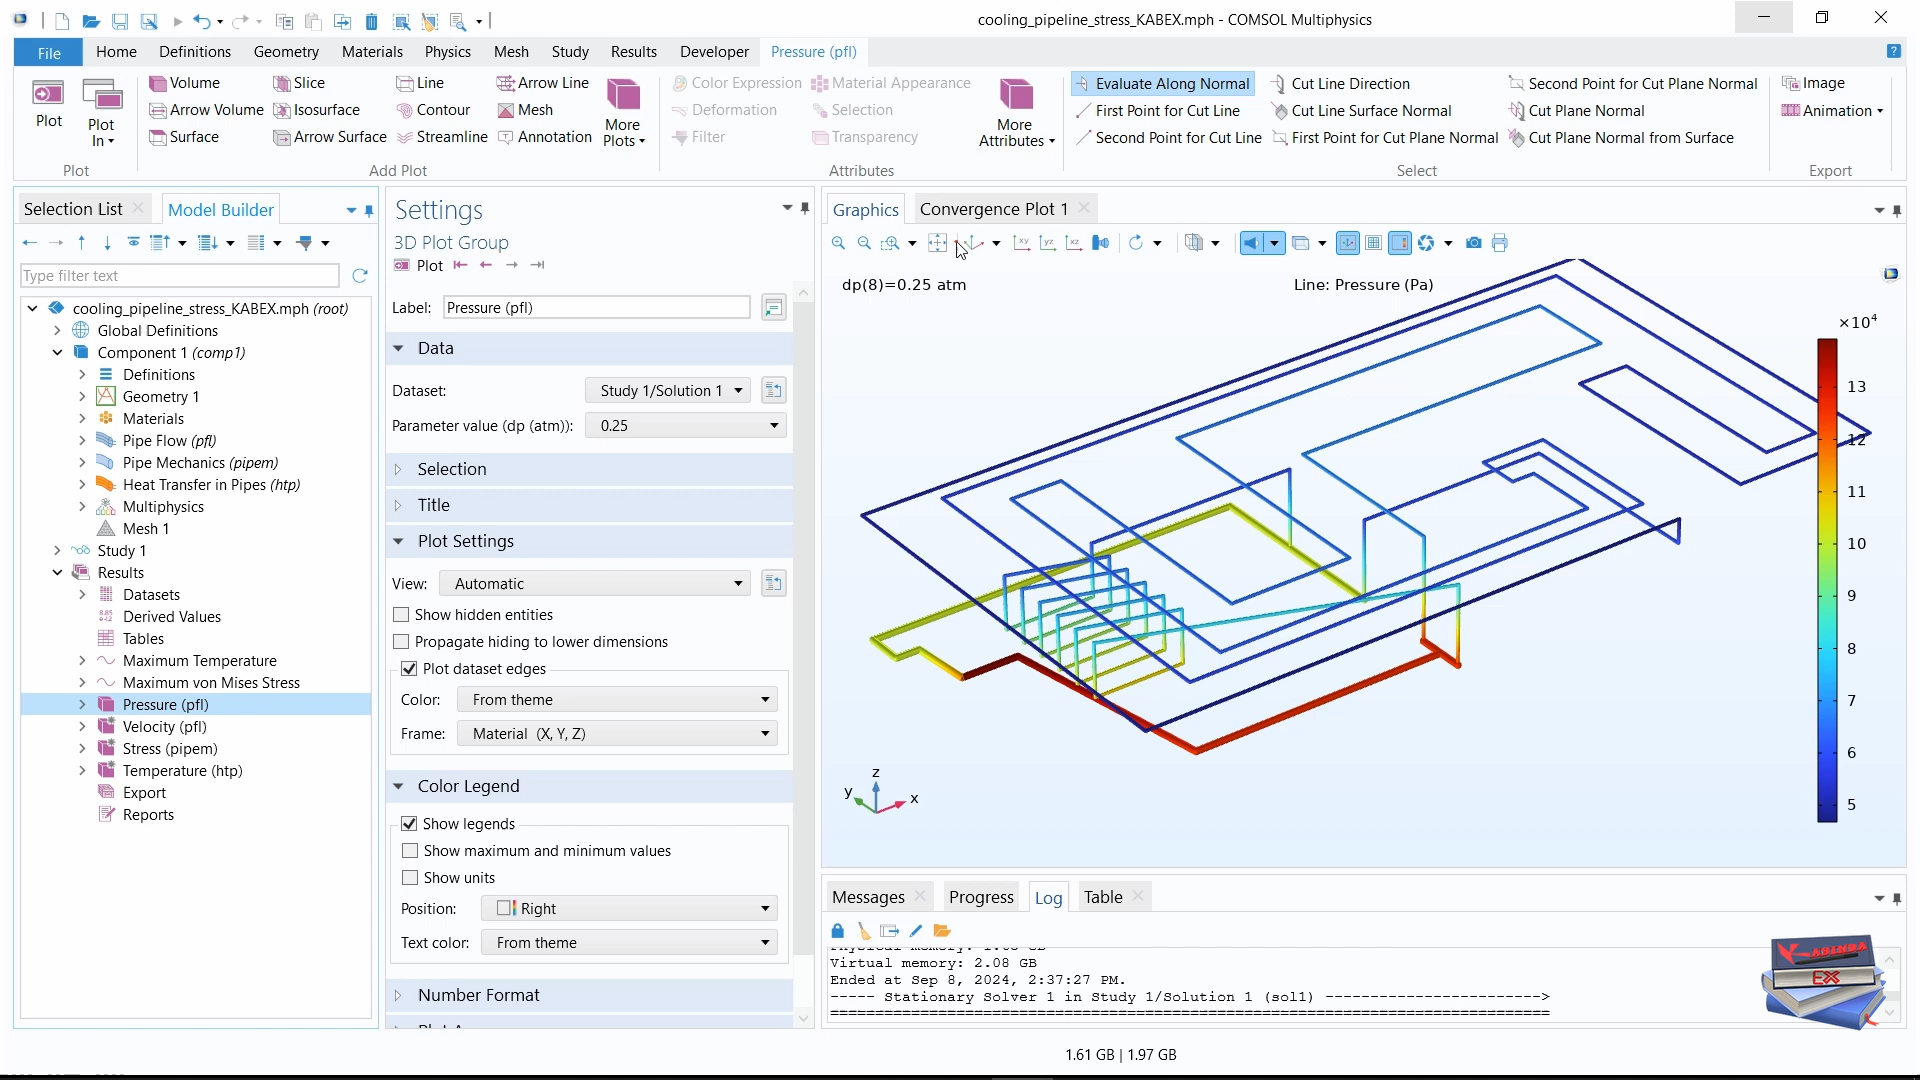 cooling_pipeline_stress_KABEX.mph - COMSOL Multiphysics
File Home Definitions Geometry Materials Physics Mesh Study Results Developer Pressure (pfl)
Plot
Plot In
Plot
Volume
Arrow Volume
Surface
Slice
Isosurface
Arrow Surface
Line
Contour
Streamline
Arrow Line
Mesh
Annotation
More Plots
Add Plot
Color Expression
Deformation
Filter
Material Appearance
Selection
Transparency
More Attributes
Attributes
Evaluate Along Normal
First Point for Cut Line
Second Point for Cut Line
Cut Line Direction
Cut Line Surface Normal
First Point for Cut Plane Normal
Second Point for Cut Plane Normal
Cut Plane Normal
Cut Plane Normal from Surface
Select
Image
Animation
Export
Selection List
Model Builder
Type filter text
cooling_pipeline_stress_KABEX.mph (root)
Global Definitions
Component 1 (comp1)
Definitions
Geometry 1
Materials
Pipe Flow (pfl)
Pipe Mechanics (pipem)
Heat Transfer in Pipes (htp)
Multiphysics
Mesh 1
Study 1
Results
Datasets
8.85
Derived Values
Tables
Maximum Temperature
Maximum von Mises Stress
Pressure (pfl)
Velocity (pfl)
Stress (pipem)
Temperature (htp)
Export
Reports
Settings
3D Plot Group
Plot
Label: Pressure (pfl)
Data
Dataset: Study 1/Solution 1
Parameter value (dp (atm)): 0.25
Selection
Title
Plot Settings
View: Automatic
Show hidden entities
Propagate hiding to lower dimensions
Plot dataset edges
Color: From theme
Frame: Material (X, Y, Z)
Color Legend
Show legends
Show maximum and minimum values
Show units
Position: Right
Text color: From theme
Number Format
Graphics
Convergence Plot 1
xy yz xz
dp(8)=0.25 atm
Line: Pressure (Pa)
×10⁴
13
12
11
10
9
8
7
6
5
z
y
x
Messages Progress Log Table
Virtual memory: 2.08 GB
Ended at Sep 8, 2024, 2:37:27 PM.
----- Stationary Solver 1 in Study 1/Solution 1 (sol1) ------------------------>
KABINDA
EX
1.61 GB | 1.97 GB